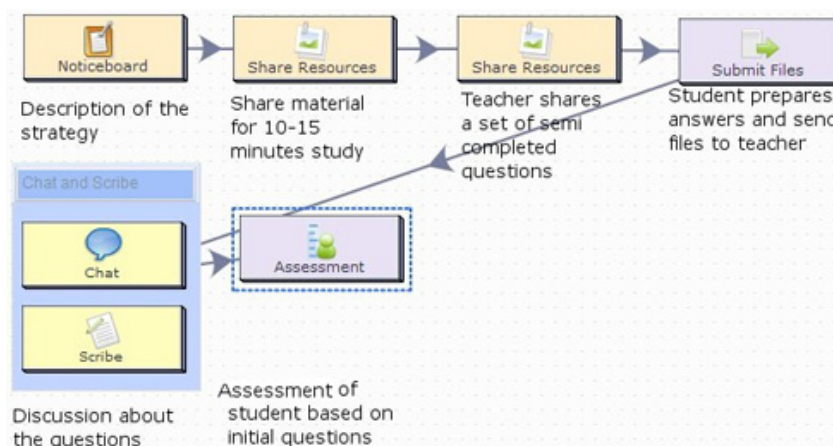 Noticeboard
Share Resources
Share Resources
Submit Files
Description of the
strategy
Share material
for 10-15
minutes study
Teacher shares
a set of semi
completed
questions
Student prepares
answers and send
files to teacher
Chat and Scribe
Chat
Assessment
Scribe
Discussion about
the questions
Assessment of
student based on
initial questions